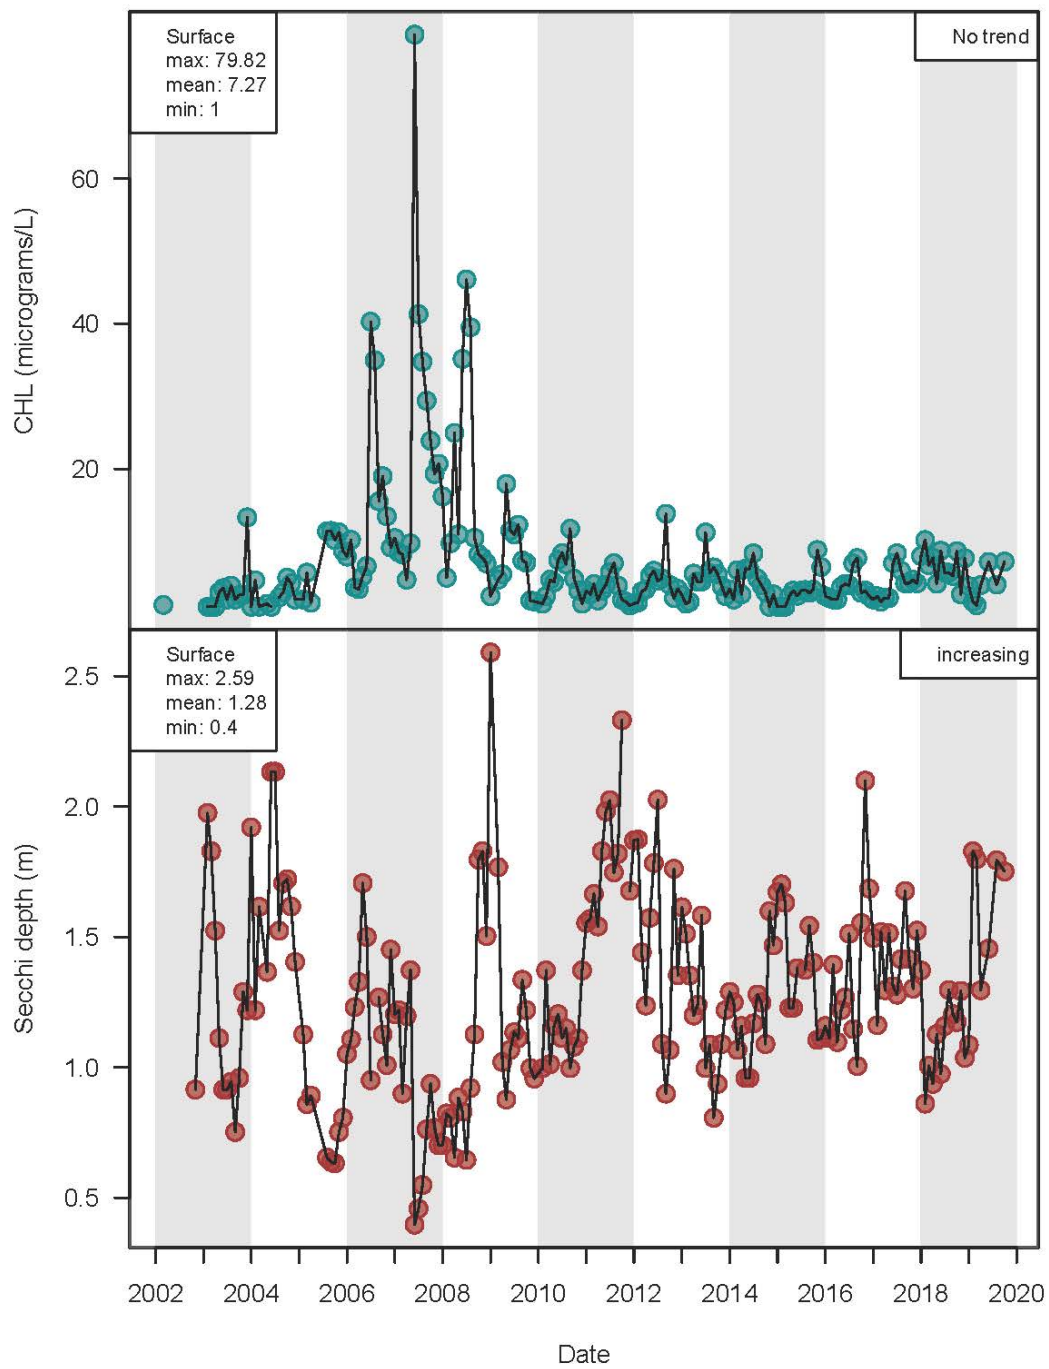 Surface
max: 79.82
mean: 7.27
min: 1
No trend
60
40
20
CHL (micrograms/L)
Surface
max: 2.59
mean: 1.28
min: 0.4
increasing
2.5
2.0
1.5
1.0
0.5
Secchi depth (m)
2002 2004 2006 2008 2010 2012 2014 2016 2018 2020
Date